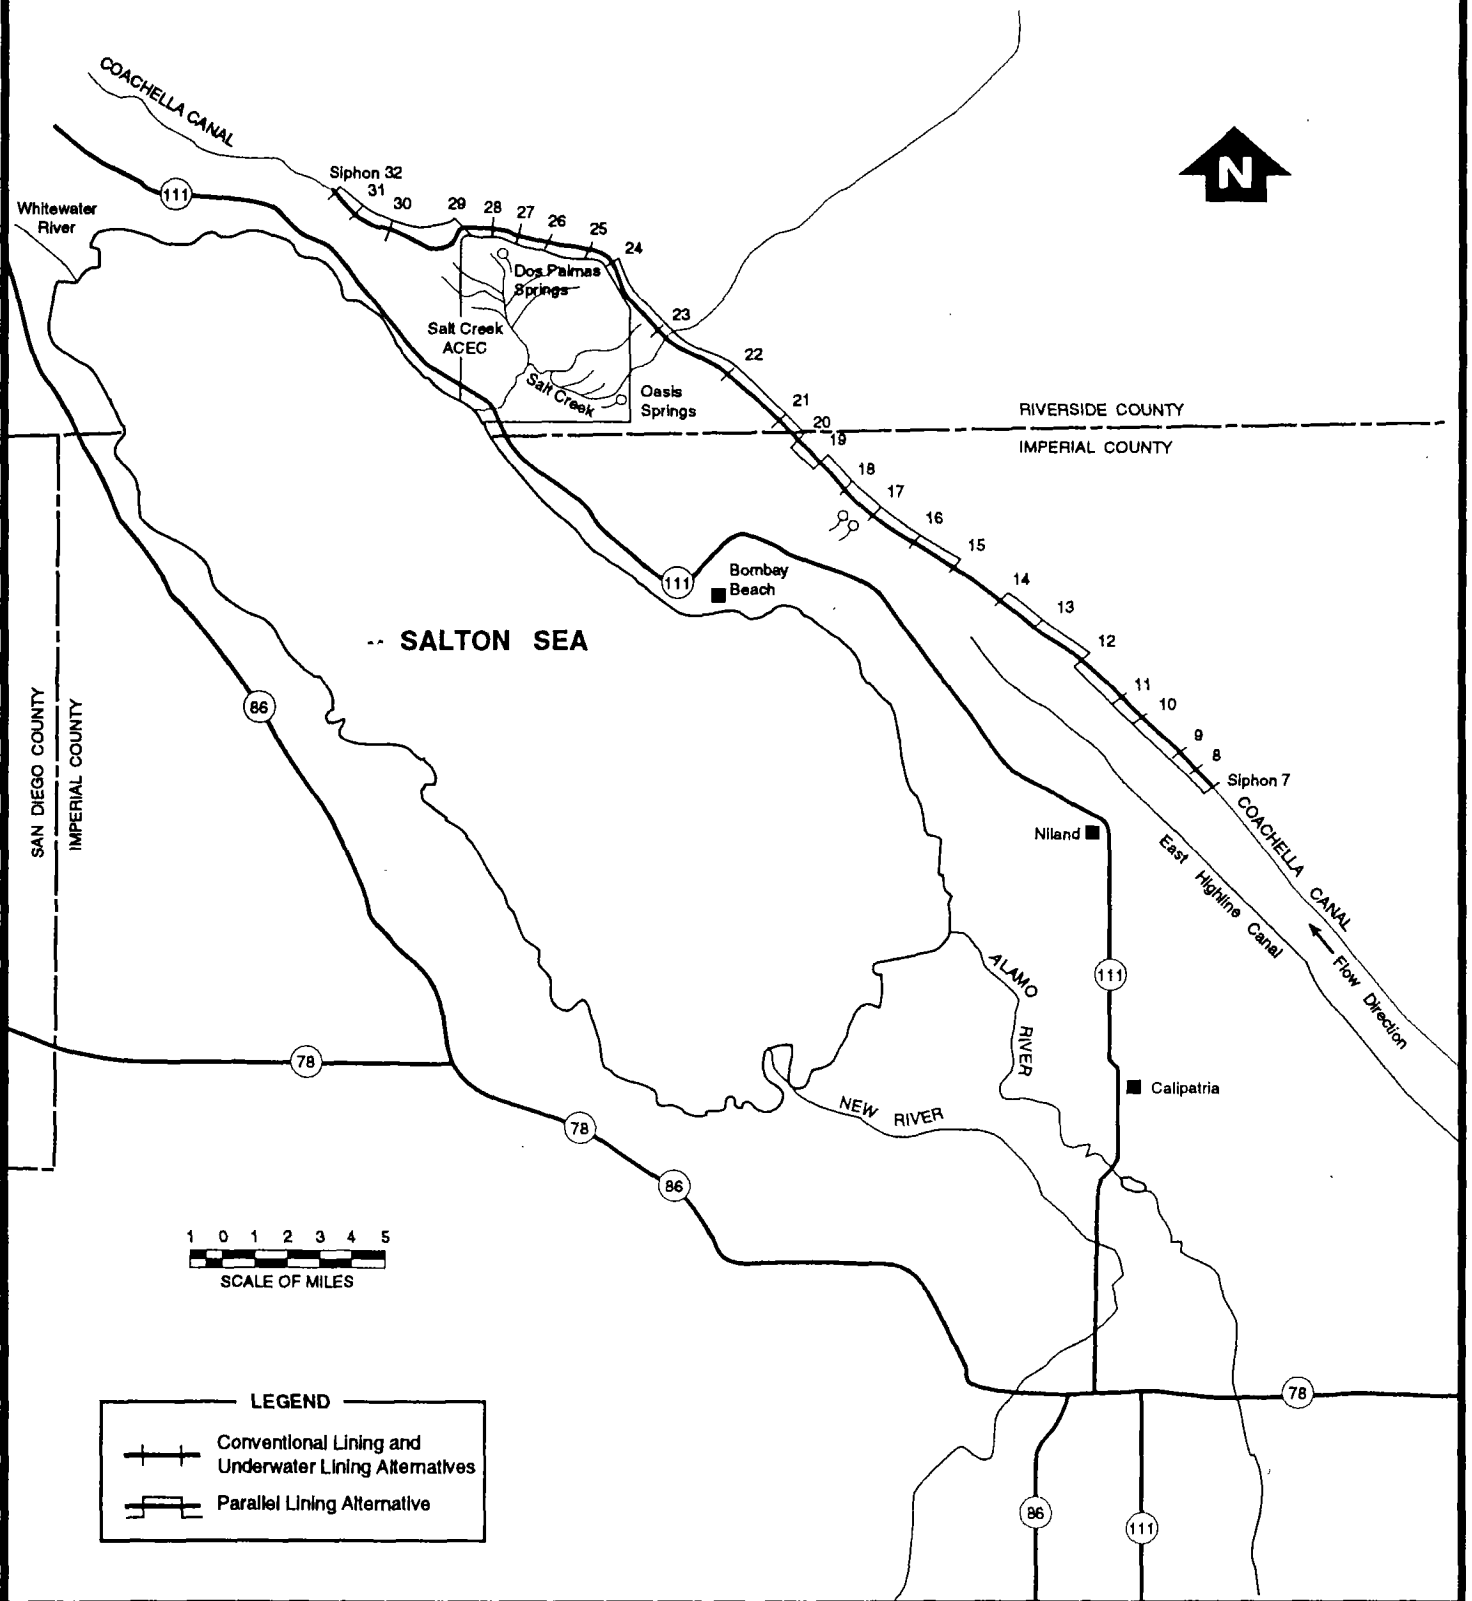 COACHELLA CANAL
N
Siphon 32
31
30
29
28
27
26
25
24
23
22
21
20
19
18
17
16
15
14
13
12
11
10
9
8
Siphon 7
111
Whitewater
River
Dos Palmas
Springs
Salt Creek
ACEC
Salt Creek
Oasis
Springs
RIVERSIDE COUNTY
IMPERIAL COUNTY
111
Bombay
Beach
SALTON SEA
SAN DIEGO COUNTY
IMPERIAL COUNTY
86
Niland
COACHELLA CANAL
East Highline Canal
Flow Direction
111
ALAMO
RIVER
Calipatria
NEW RIVER
78
78
86
1 0 1 2 3 4 5
SCALE OF MILES
78
86
111
LEGEND
Conventional Lining and
Underwater Lining Alternatives
Parallel Lining Alternative